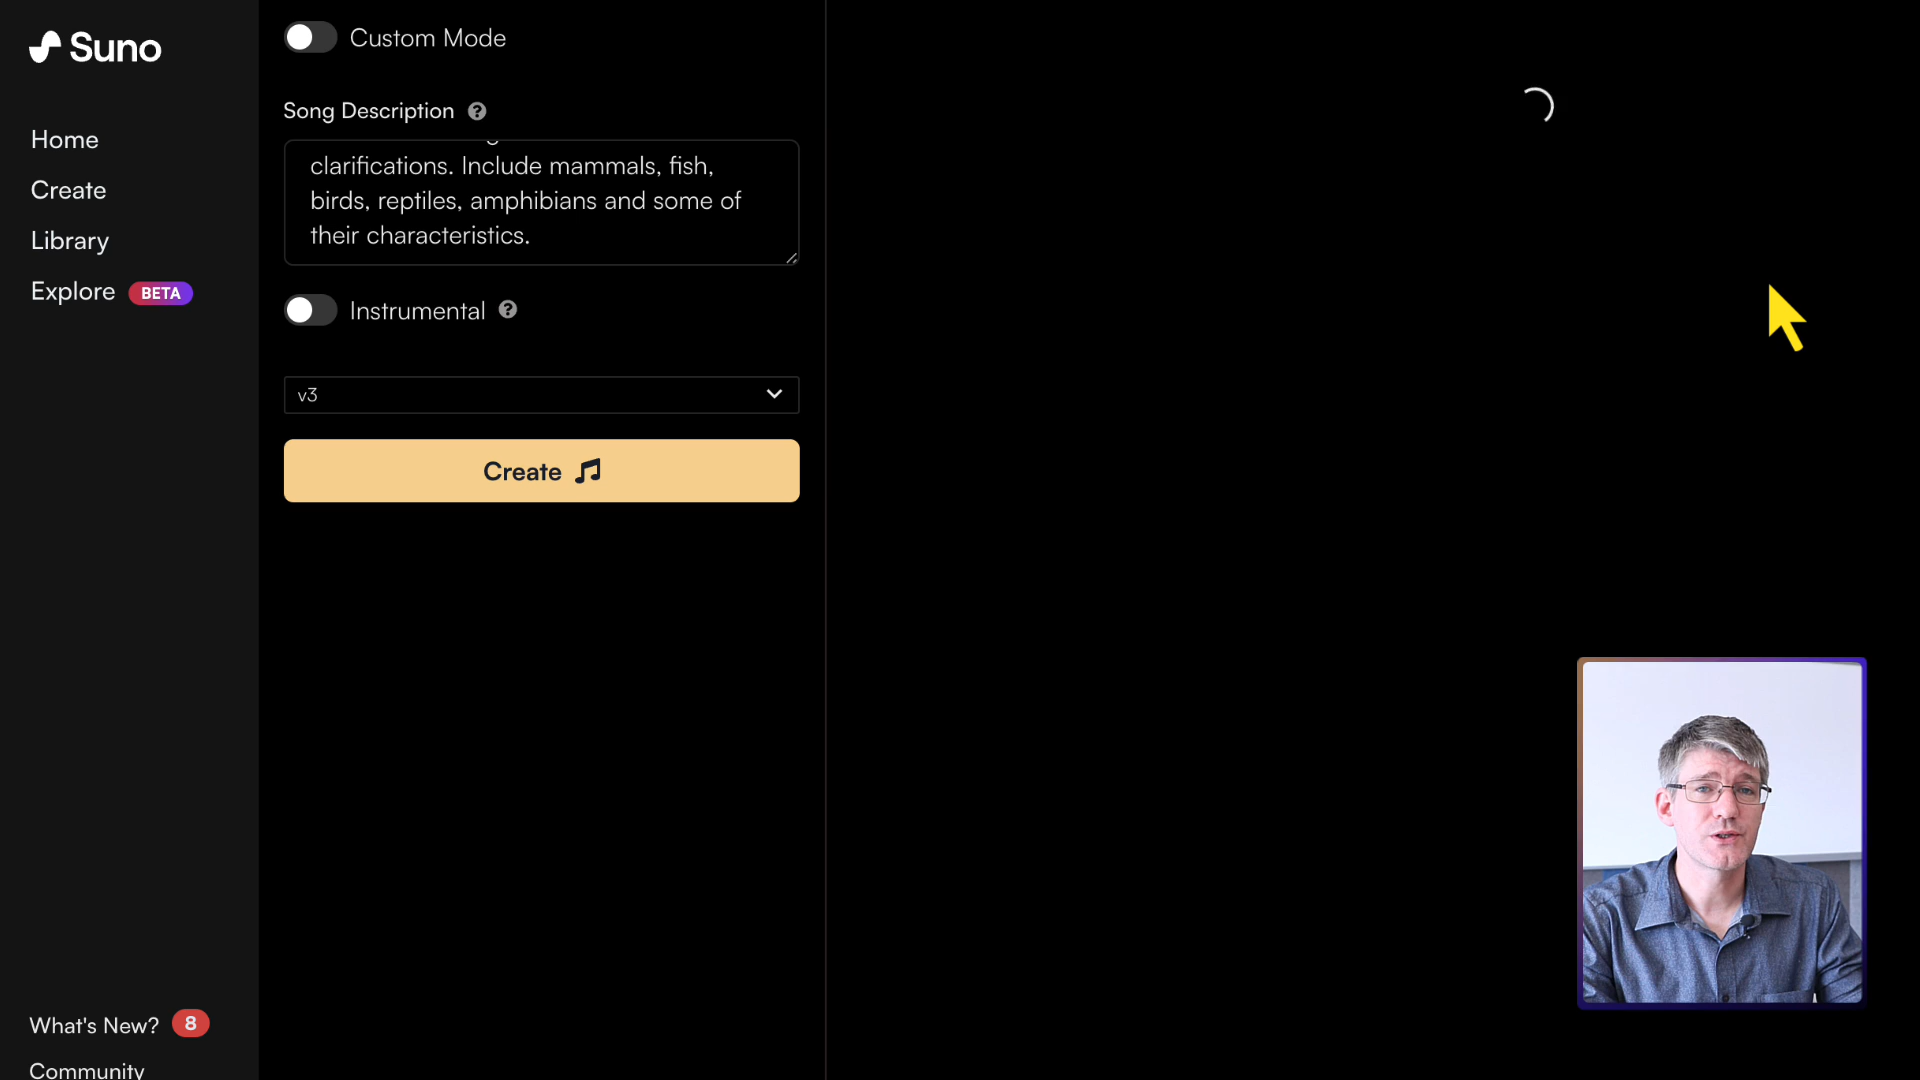 Suno
Home
Create
Library
Explore BETA
What's New? 8
Community
Custom Mode
Song Description ?
clarifications. Include mammals, fish,
birds, reptiles, amphibians and some of
their characteristics.
Instrumental ?
v3
Create